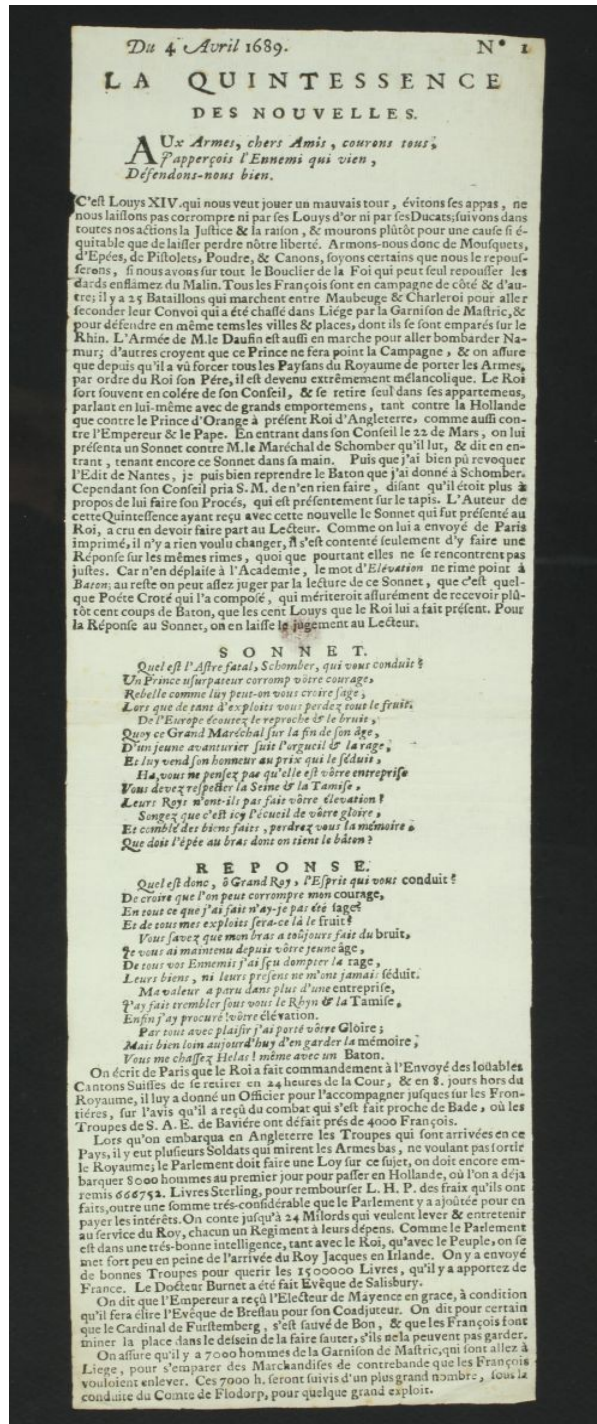 Du 4 Avril 1689. N° 1
LA QUINTESSENCE
DES NOUVELLES.
AUx Armes, chers Amis, courons tous,
J'apperçois l'Ennemi qui vien,
Défendons-nous bien.
C'est Louys XIV. qui nous veut jouer un mauvais tour, évitons ses appas, ne
nous laissons pas corrompre ni par ses Louys d'or ni par ses Ducats; suivons dans
toutes nos actions la Justice & la raison, & mourons plûtôt pour une cause si é-
quitable que de laisser perdre nôtre liberté. Armons-nous donc de Mousquets,
d'Epées, de Pistolets, Poudre, & Canons, soyons certains que nous le repous-
serons, si nous avons sur tout le Bouclier de la Foi qui peut seul repousser les
dards enflâmez du Malin. Tous les François sont en campagne de côté & d'au-
tre; il y a 25 Bataillons qui marchent entre Maubeuge & Charleroi pour aller
seconder leur Convoi qui a été chassé dans Liége par la Garnison de Mastric, &
pour défendre en même tems les villes & places, dont ils se sont emparés sur le
Rhin. L'Armée de M. le Daufin est aussi en marche pour aller bombarder Na-
mur; d'autres croyent que ce Prince ne fera point la Campagne, & on assure
que depuis qu'il a vû forcer tous les Paysans du Royaume de porter les Armes,
par ordre du Roi son Pére, il est devenu extrêmement mélancolique. Le Roi
sort souvent en colére de son Conseil, & se retire seul dans ses appartemens,
parlant en lui-même avec de grands emportemens, tant contre la Hollande
que contre le Prince d'Orange à présent Roi d'Angleterre, comme aussi con-
tre l'Empereur & le Pape. En entrant dans son Conseil le 22 de Mars, on lui
présenta un Sonnet contre M. le Maréchal de Schomber qu'il lut, & dit en en-
trant, tenant encore ce Sonnet dans sa main. Puis que j'ai bien pû revoquer
l'Edit de Nantes, je puis bien reprendre le Baton que j'ai donné à Schomber.
Cependant son Conseil pria S. M. de n'en rien faire, disant qu'il étoit plus à
propos de lui faire son Procés, qui est présentement sur le tapis. L'Auteur de
cette Quintessence ayant reçu avec cette nouvelle le Sonnet qui fut présenté au
Roi, a cru en devoir faire part au Lecteur. Comme on lui a envoyé de Paris
imprimé, il n'y a rien voulu changer, il s'est contenté seulement d'y faire une
Réponse sur les mêmes rimes, quoi que pourtant elles ne se rencontrent pas
justes. Car n'en déplaise à l'Academie, le mot d'Elévation ne rime point à
Baton; au reste on peut assez juger par la lecture de ce Sonnet, que c'est quel-
que Poéte Croté qui l'a composé, qui mériteroit assurément de recevoir plû-
tôt cent coups de Baton, que les cent Louys que le Roi lui a fait présent. Pour
la Réponse au Sonnet, on en laisse le jugement au Lecteur.
SONNET.
Quel est l'Astre fatal, Schomber, qui vous conduit?
Un Prince usurpateur corromp vôtre courage,
Rebelle comme luy peut-on vous croire sage,
Lors que de tant d'exploits vous perdez tout le fruit.
De l'Europe écoutez le reproche & le bruit,
Quoy ce Grand Maréchal sur la fin de son âge,
D'un jeune avanturier suit l'orgueil & la rage,
Et luy vend son honneur au prix qui le séduit,
Ha, vous ne pensez pas qu'elle est vôtre entreprise
Vous devez respecter la Seine & la Tamise,
Leurs Roys n'ont-ils pas fait vôtre élevation?
Songez que c'est icy l'écueil de vôtre gloire,
Et comblé des biens faits, perdrez vous la mémoire,
Que doit l'épée au bras dont on tient le bâton?
REPONSE.
Quel est donc, ô Grand Roy, l'Esprit qui vous conduit?
De croire que l'on peut corrompre mon courage,
En tout ce que j'ai fait n'ay-je pas été sage?
Et de tous mes exploits sera-ce là le fruit?
Vous savez que mon bras a toûjours fait du bruit,
Je vous ai maintenu depuis vôtre jeune âge,
De tous vos Ennemis j'ai sçu dompter la rage,
Leurs biens, ni leurs presens ne m'ont jamais séduit.
Ma valeur a paru dans plus d'une entreprise,
J'ay fait trembler sous vous le Rhyn & la Tamise,
Enfin j'ay procuré vôtre élévation.
Par tout avec plaisir j'ai porté vôtre Gloire;
Mais bien loin aujourd'huy d'en garder la mémoire,
Vous me chassez Helas! même avec un Baton.
On écrit de Paris que le Roi a fait commandement à l'Envoyé des loüables
Cantons Suisses de se retirer en 24 heures de la Cour, & en 8. jours hors du
Royaume, il luy a donné un Officier pour l'accompagner jusques sur les Fron-
tiéres, sur l'avis qu'il a reçû du combat qui s'est fait proche de Bade, où les
Troupes de S. A. E. de Baviére ont défait prés de 4000 François.
Lors qu'on embarqua en Angleterre les Troupes qui sont arrivées en ce
Pays, il y eut plusieurs Soldats qui mirent les Armes bas, ne voulant pas sortir
le Royaume; le Parlement doit faire une Loy sur ce sujet, on doit encore em-
barquer 8000 hommes au premier jour pour passer en Hollande, où l'on a déja
remis 666752. Livres Sterling, pour rembourser L. H. P. des fraix qu'ils ont
faits, outre une somme trés-considérable que le Parlement y a ajoûtée pour en
payer les intérêts. On conte jusqu'à 24 Milords qui veulent lever & entretenir
au service du Roy, chacun un Regiment à leurs dépens. Comme le Parlement
est dans une trés-bonne intelligence, tant avec le Roi, qu'avec le Peuple, on se
met fort peu en peine de l'arrivée du Roy Jacques en Irlande. On y a envoyé
de bonnes Troupes pour querir les 1500000 Livres, qu'il y a apportez de
France. Le Docteur Burnet a été fait Evêque de Salisbury.
On dit que l'Empereur a reçû l'Electeur de Mayence en grace, à condition
qu'il fera élire l'Evêque de Breslau pour son Coadjuteur. On dit pour certain
que le Cardinal de Furstemberg, s'est sauvé de Bon, & que les François font
miner la place dans le dessein de la faire sauter, s'ils ne la peuvent pas garder.
On assure qu'il y a 7000 hommes de la Garnison de Mastric, qui sont allez à
Liege, pour s'emparer des Marchandises de contrebande que les François
vouloient enlever. Ces 7000 h. seront suivis d'un plus grand nombre, sous la
conduite du Comte de Flodorp, pour quelque grand exploit.